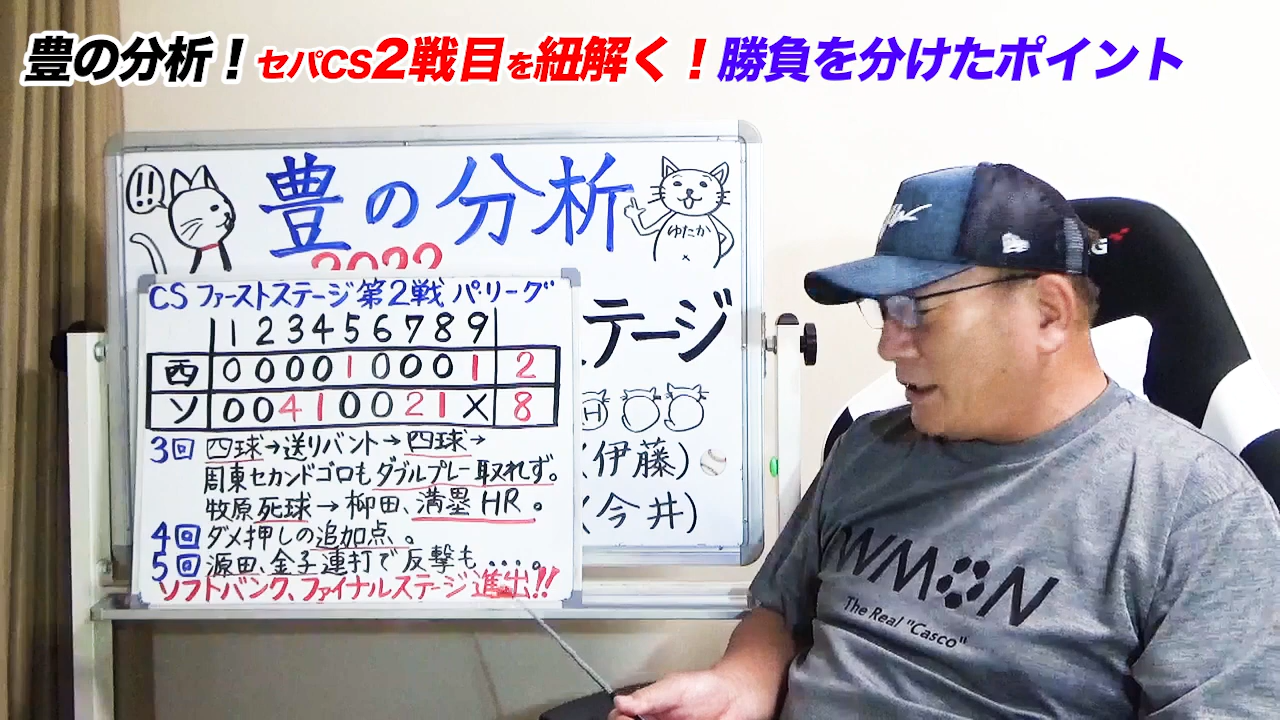 豊の分析!セパCS2戦目を紐解く!勝負を分けたポイント
!!
豊の分析
ゆたか
2022
CSファーストステージ第2戦 パ・リーグ
1 2 3 4 5 6 7 8 9
西 0 0 0 0 1 0 0 0 1 2
ソ 0 0 4 1 0 0 2 1 X 8
3回 四球→送りバント→四球→
周東セカンドゴロもダブルプレー取れず。
牧原死球→柳田、満塁HR。
4回 ダメ押しの追加点、。
5回 源田、金子連打で反撃も....。
ソフトバンク、ファイナルステージ進出!!
ステージ
H
(伊藤)
(今井)
G
The Real "Casco"